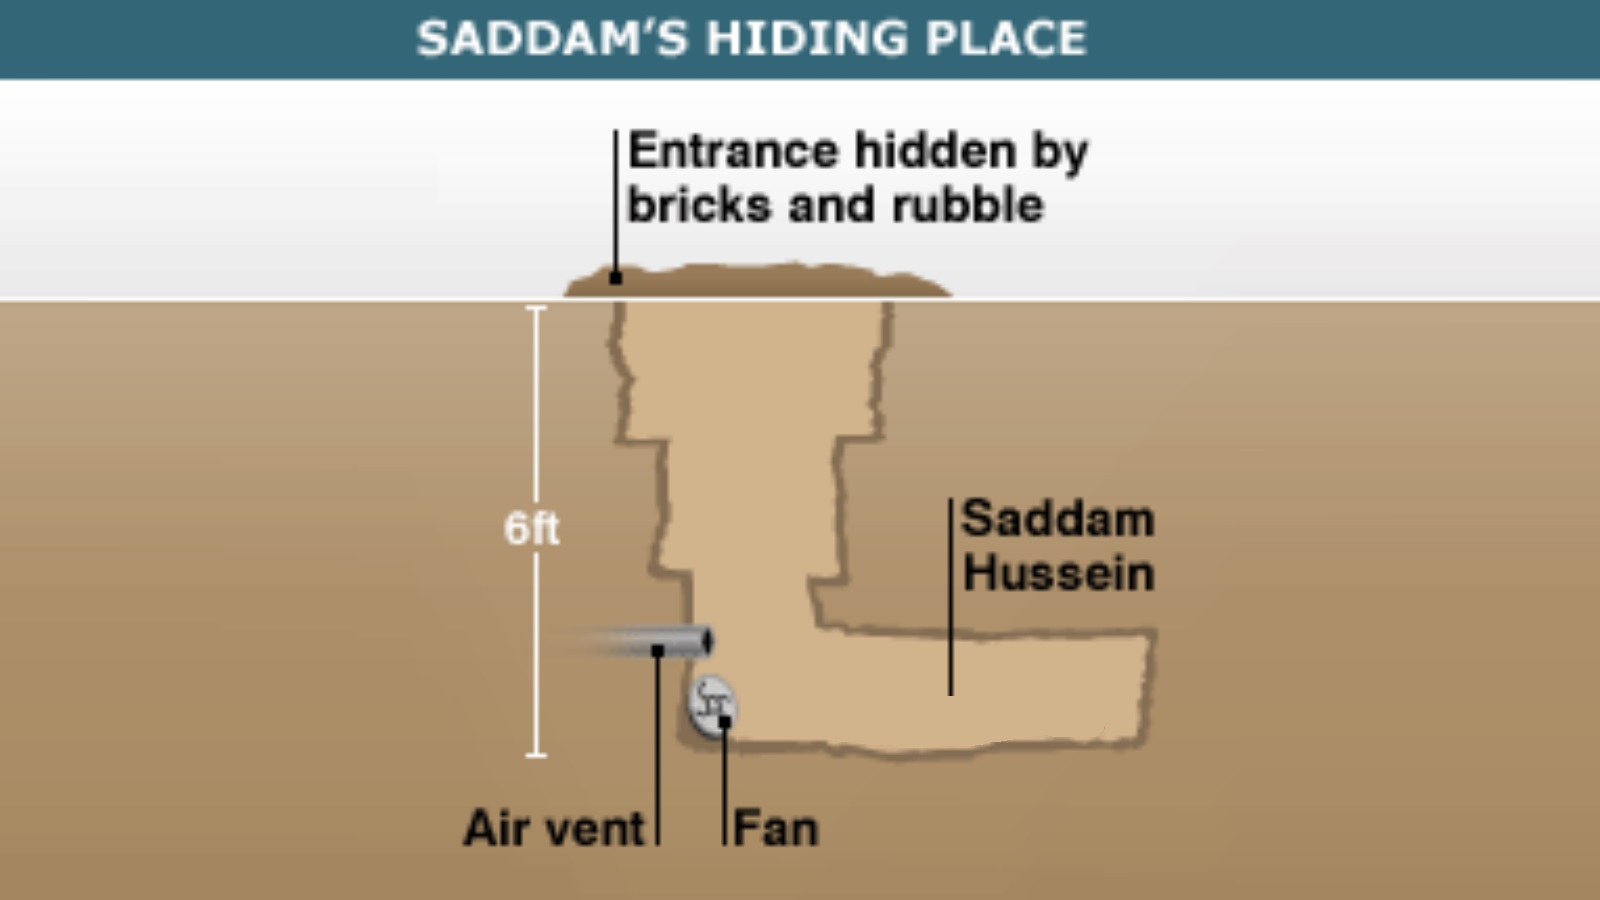 SADDAM'S HIDING PLACE
Entrance hidden by
bricks and rubble
6ft
Saddam
Hussein
Air vent
Fan